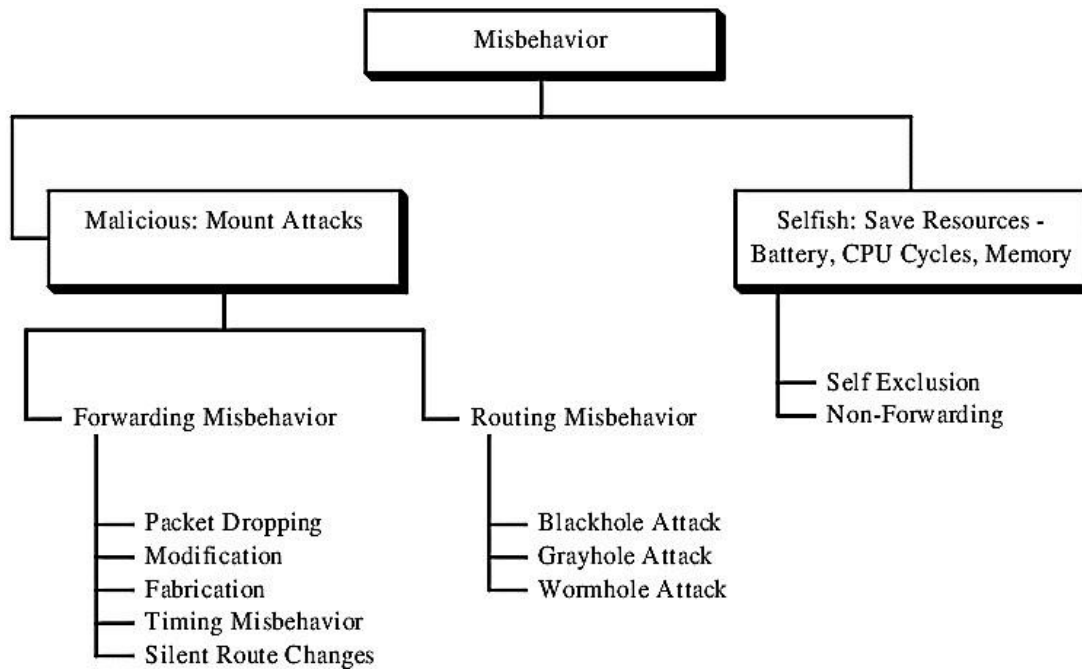 Misbehavior
Malicious: Mount Attacks
Selfish: Save Resources -
Battery, CPU Cycles, Memory
Forwarding Misbehavior
Packet Dropping
Modification
Fabrication
Timing Misbehavior
Silent Route Changes
Routing Misbehavior
Blackhole Attack
Grayhole Attack
Wormhole Attack
Self Exclusion
Non-Forwarding